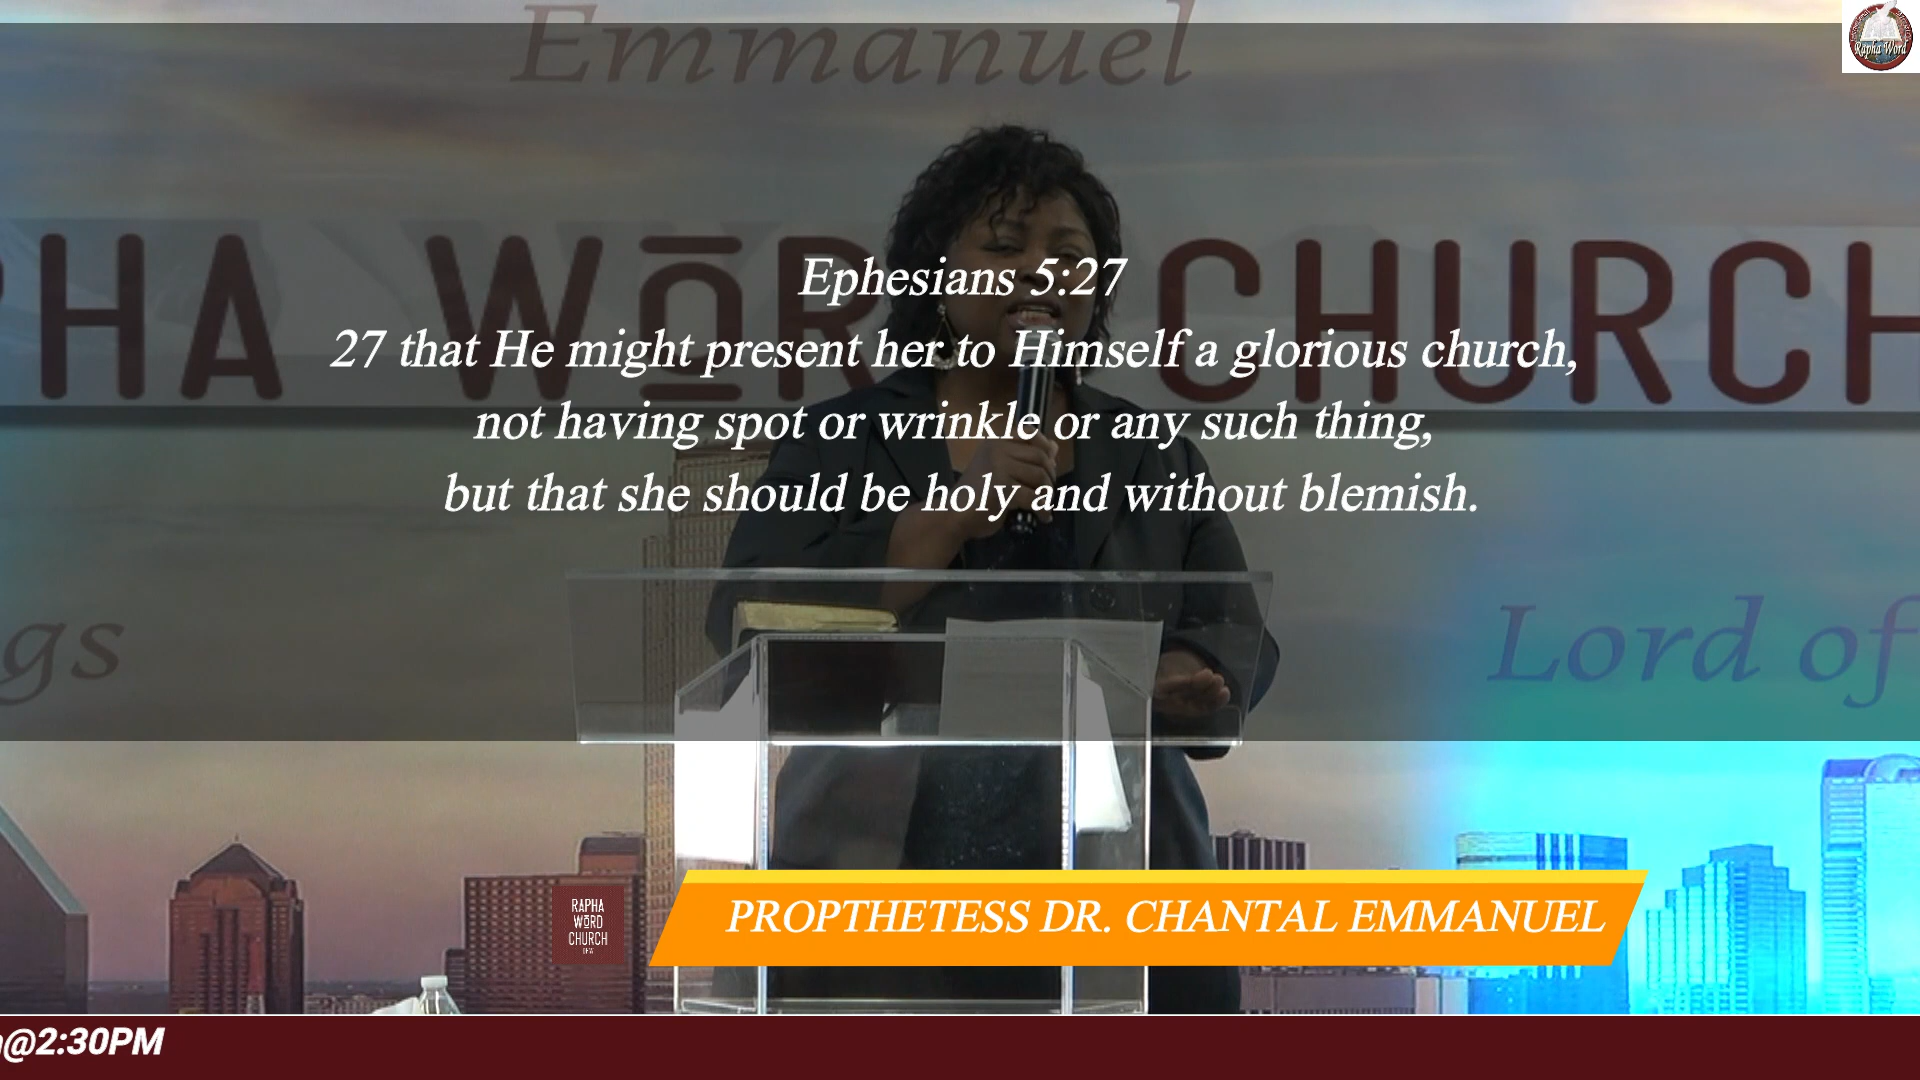 Emmanuel
Rapha Word
HA WORD CHURCH
Ephesians 5:27
27 that He might present her to Himself a glorious church,
not having spot or wrinkle or any such thing,
but that she should be holy and without blemish.
gs
Lord of
RAPHA
WORD
CHURCH
DFW
PROPTHETESS DR. CHANTAL EMMANUEL
@2:30PM